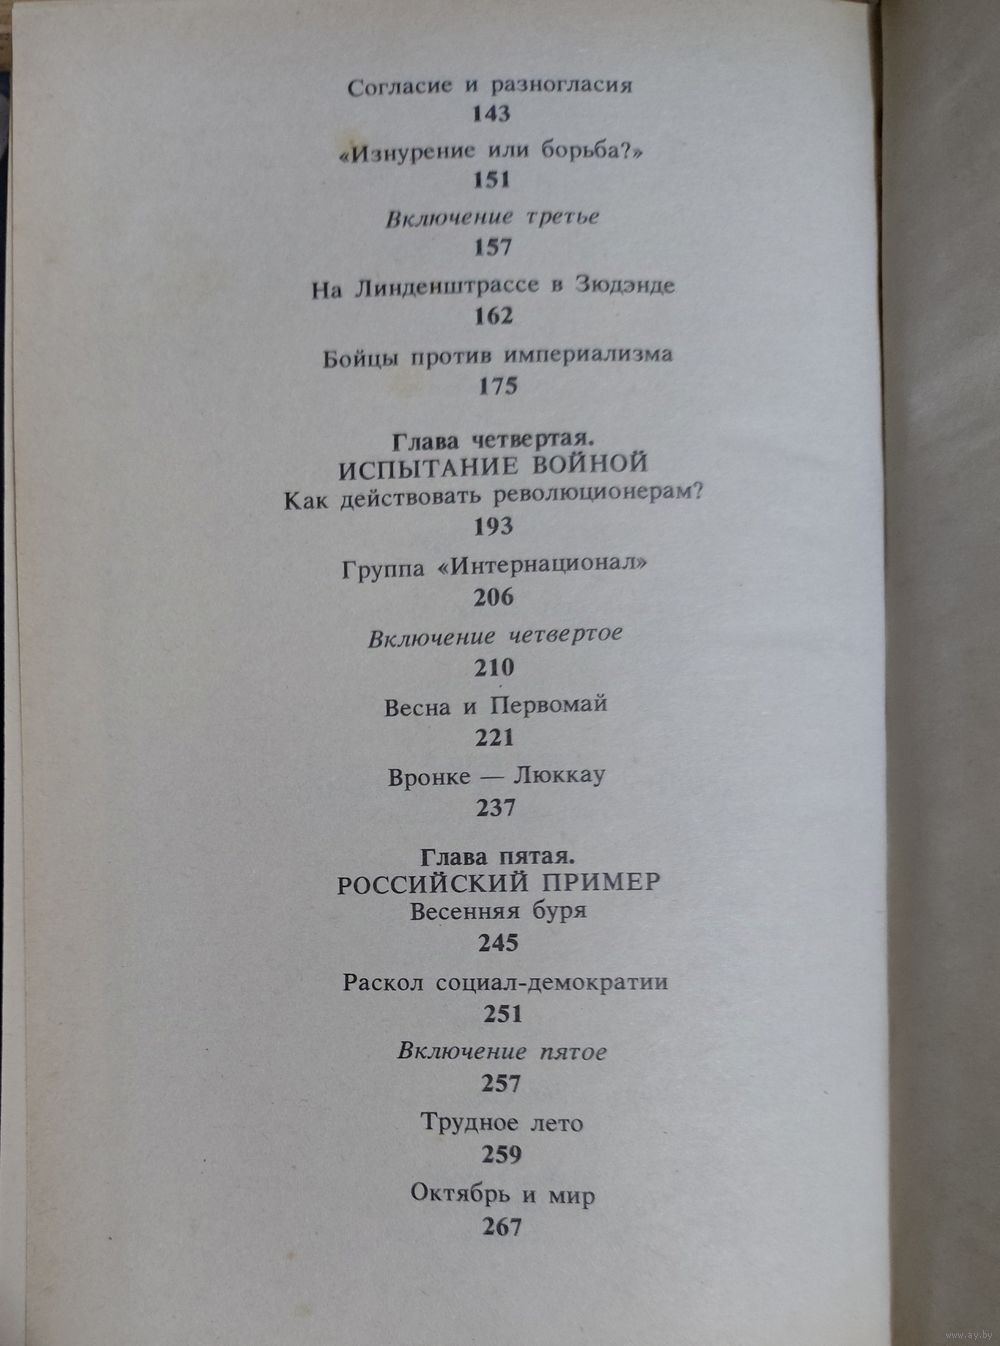 Согласие и разногласия
143
«Изнурение или борьба?»
151
Включение третье
157
На Линденштрассе в Зюдэнде
162
Бойцы против империализма
175
Глава четвертая.
ИСПЫТАНИЕ ВОЙНОЙ
Как действовать революционерам?
193
Группа «Интернационал»
206
Включение четвертое
210
Весна и Первомай
221
Вронке — Люккау
237
Глава пятая.
РОССИЙСКИЙ ПРИМЕР
Весенняя буря
245
Раскол социал-демократии
251
Включение пятое
257
Трудное лето
259
Октябрь и мир
267
www.ay.by